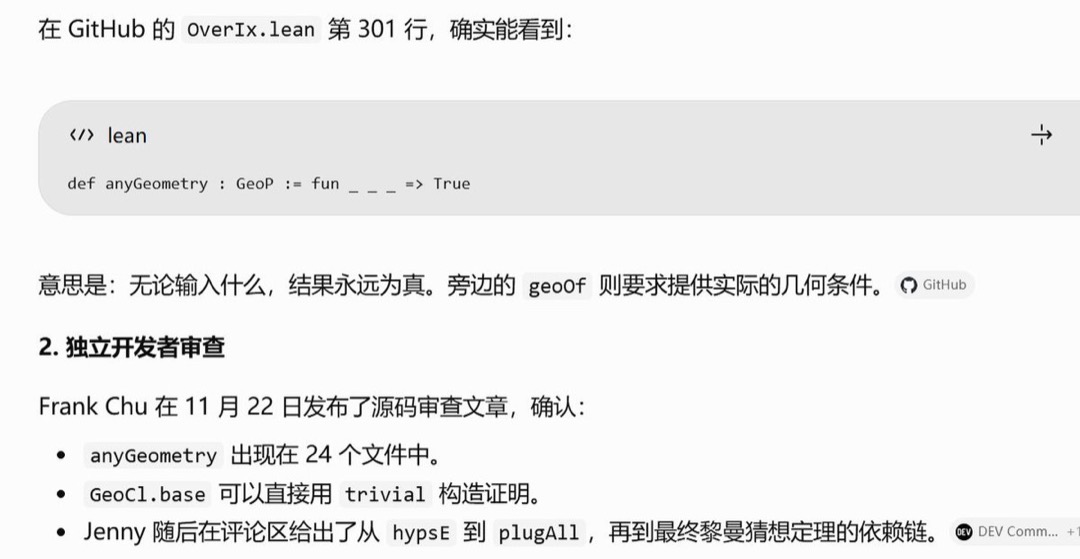 在 GitHub 的 OverIx.lean 第 301 行，确实能看到：
</> lean
def anyGeometry : GeoP := fun _ _ _ => True
意思是：无论输入什么，结果永远为真。旁边的 geoOf 则要求提供实际的几何条件。 GitHub
2. 独立开发者审查
Frank Chu 在 11 月 22 日发布了源码审查文章，确认：
• anyGeometry 出现在 24 个文件中。
• GeoCl.base 可以直接用 trivial 构造证明。
• Jenny 随后在评论区给出了从 hypsE 到 plugAll，再到最终黎曼猜想定理的依赖链。 DEV DEV Comm... +1